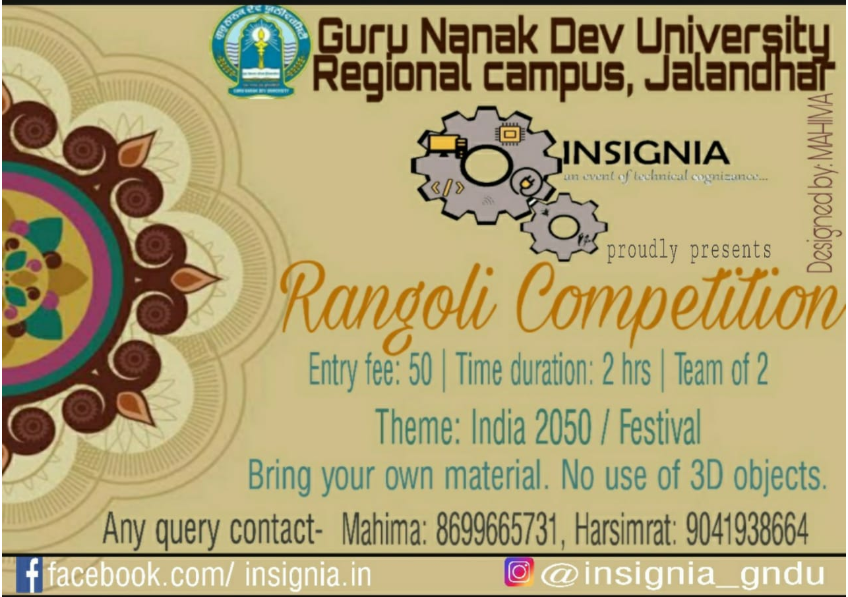 Guru Nanak Dev University
Regional campus, Jalandhar
Designed by: MAHIMA
INSIGNIA
an event of technical cognizance...
</>
proudly presents
Rangoli Competition
Entry fee: 50 | Time duration: 2 hrs | Team of 2
Theme: India 2050 / Festival
Bring your own material. No use of 3D objects.
Any query contact- Mahima: 8699665731, Harsimrat: 9041938664
facebook.com/ insignia.in
@insignia_gndu